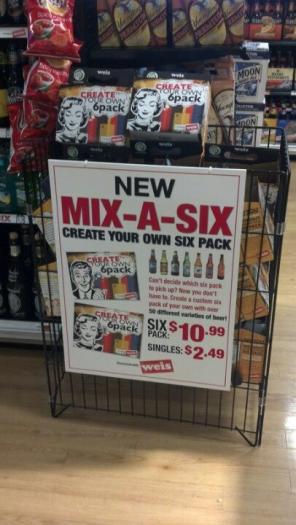 weis
weis
CREATE
YOUR OWN
6pack
CREATE
YOUR OWN
6pack
MOON
NEW
MIX-A-SIX
CREATE YOUR OWN SIX PACK
CREATE
YOUR OWN
6pack
CREATE
YOUR OWN
6pack
Can't decide which six pack
to pick up? Now you don't
have to. Create a custom six
pack of your own with over
50 different varieties of beer!
SIX
PACK: $10.99
SINGLES: $2.49
weis